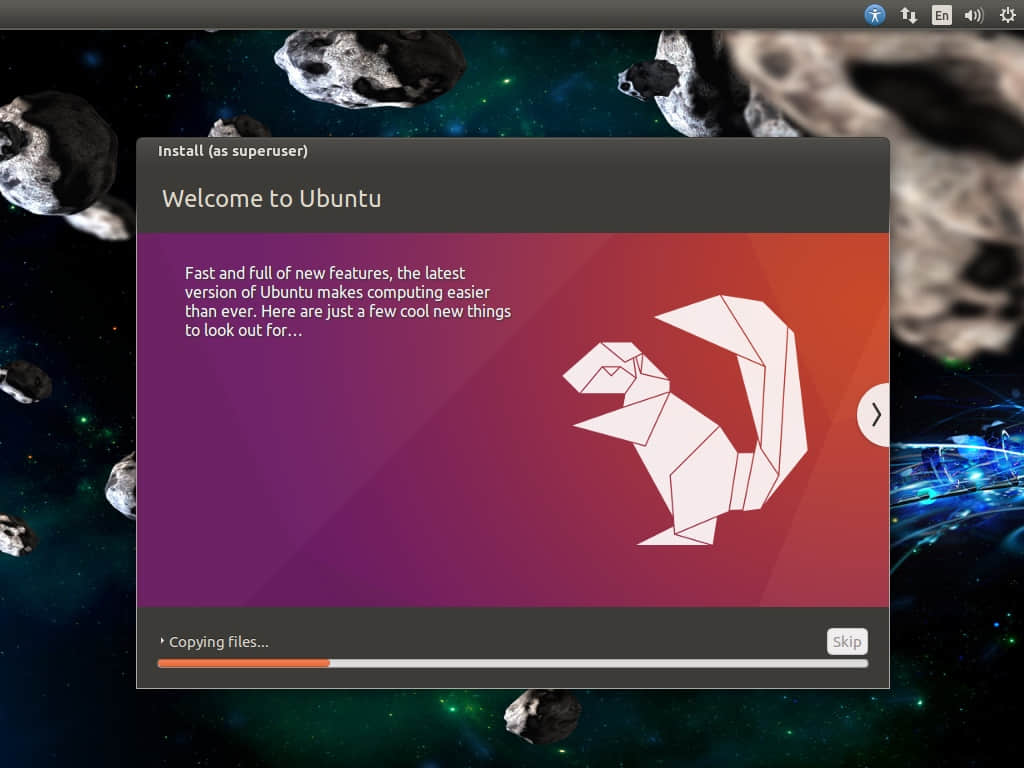 En
Install (as superuser)
Welcome to Ubuntu
Fast and full of new features, the latest
version of Ubuntu makes computing easier
than ever. Here are just a few cool new things
to look out for…
Copying files...
Skip